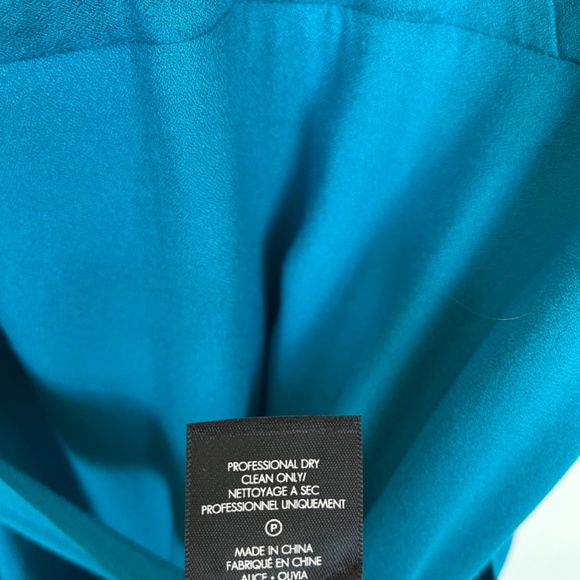 PROFESSIONAL DRY
CLEAN ONLY/
NETTOYAGE A SEC
PROFESSIONNEL UNIQUEMENT
P
MADE IN CHINA
FABRIQUÉ EN CHINE
ALICE + OLIVIA